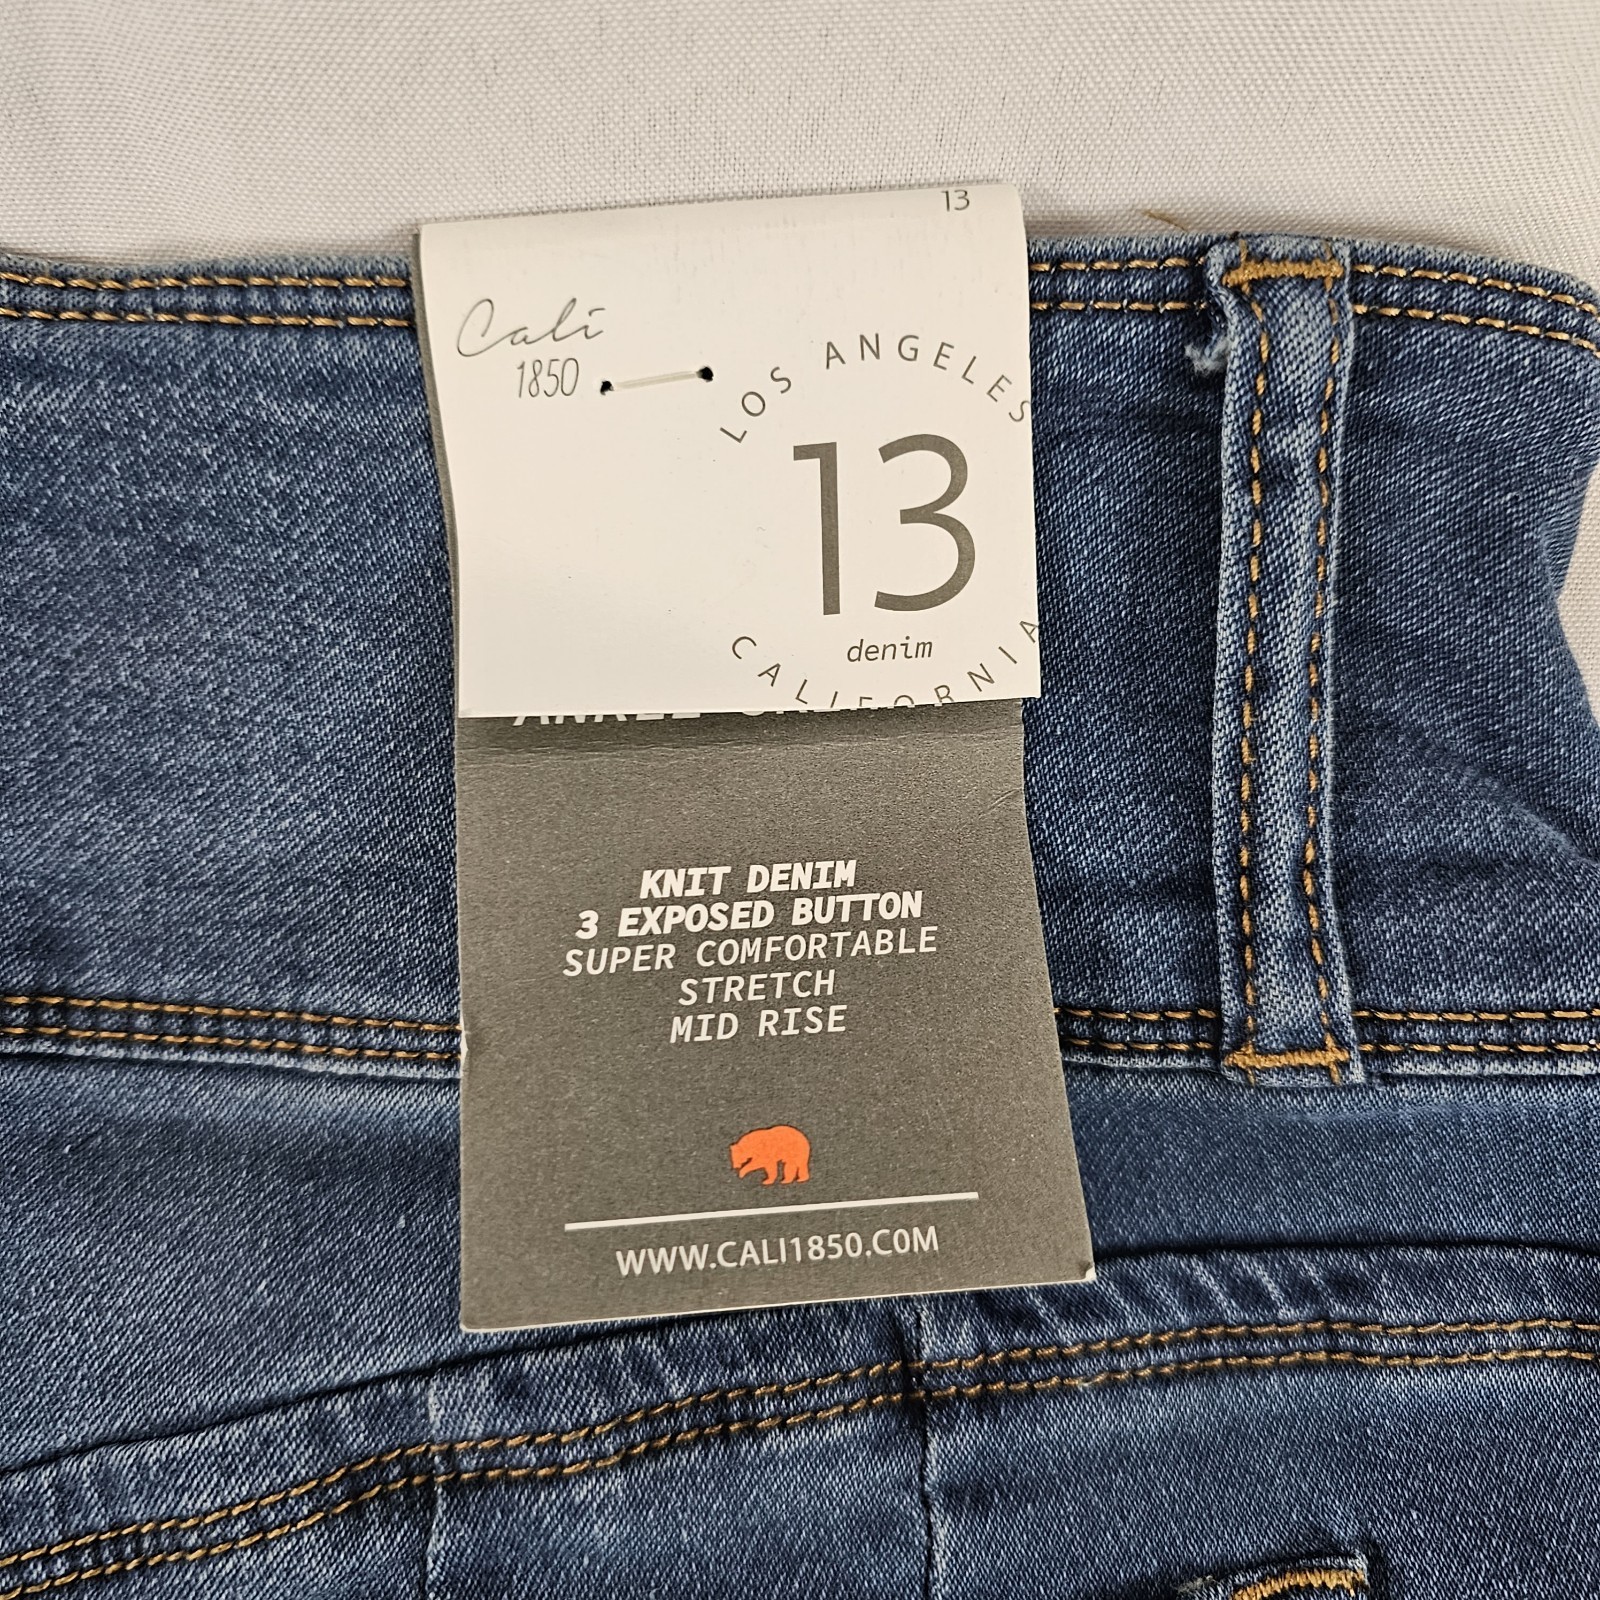 13
Cali
1850
LOS ANGELES
13
denim
CALIFORNIA
KNIT DENIM
3 EXPOSED BUTTON
SUPER COMFORTABLE
STRETCH
MID RISE
WWW.CALI1850.COM